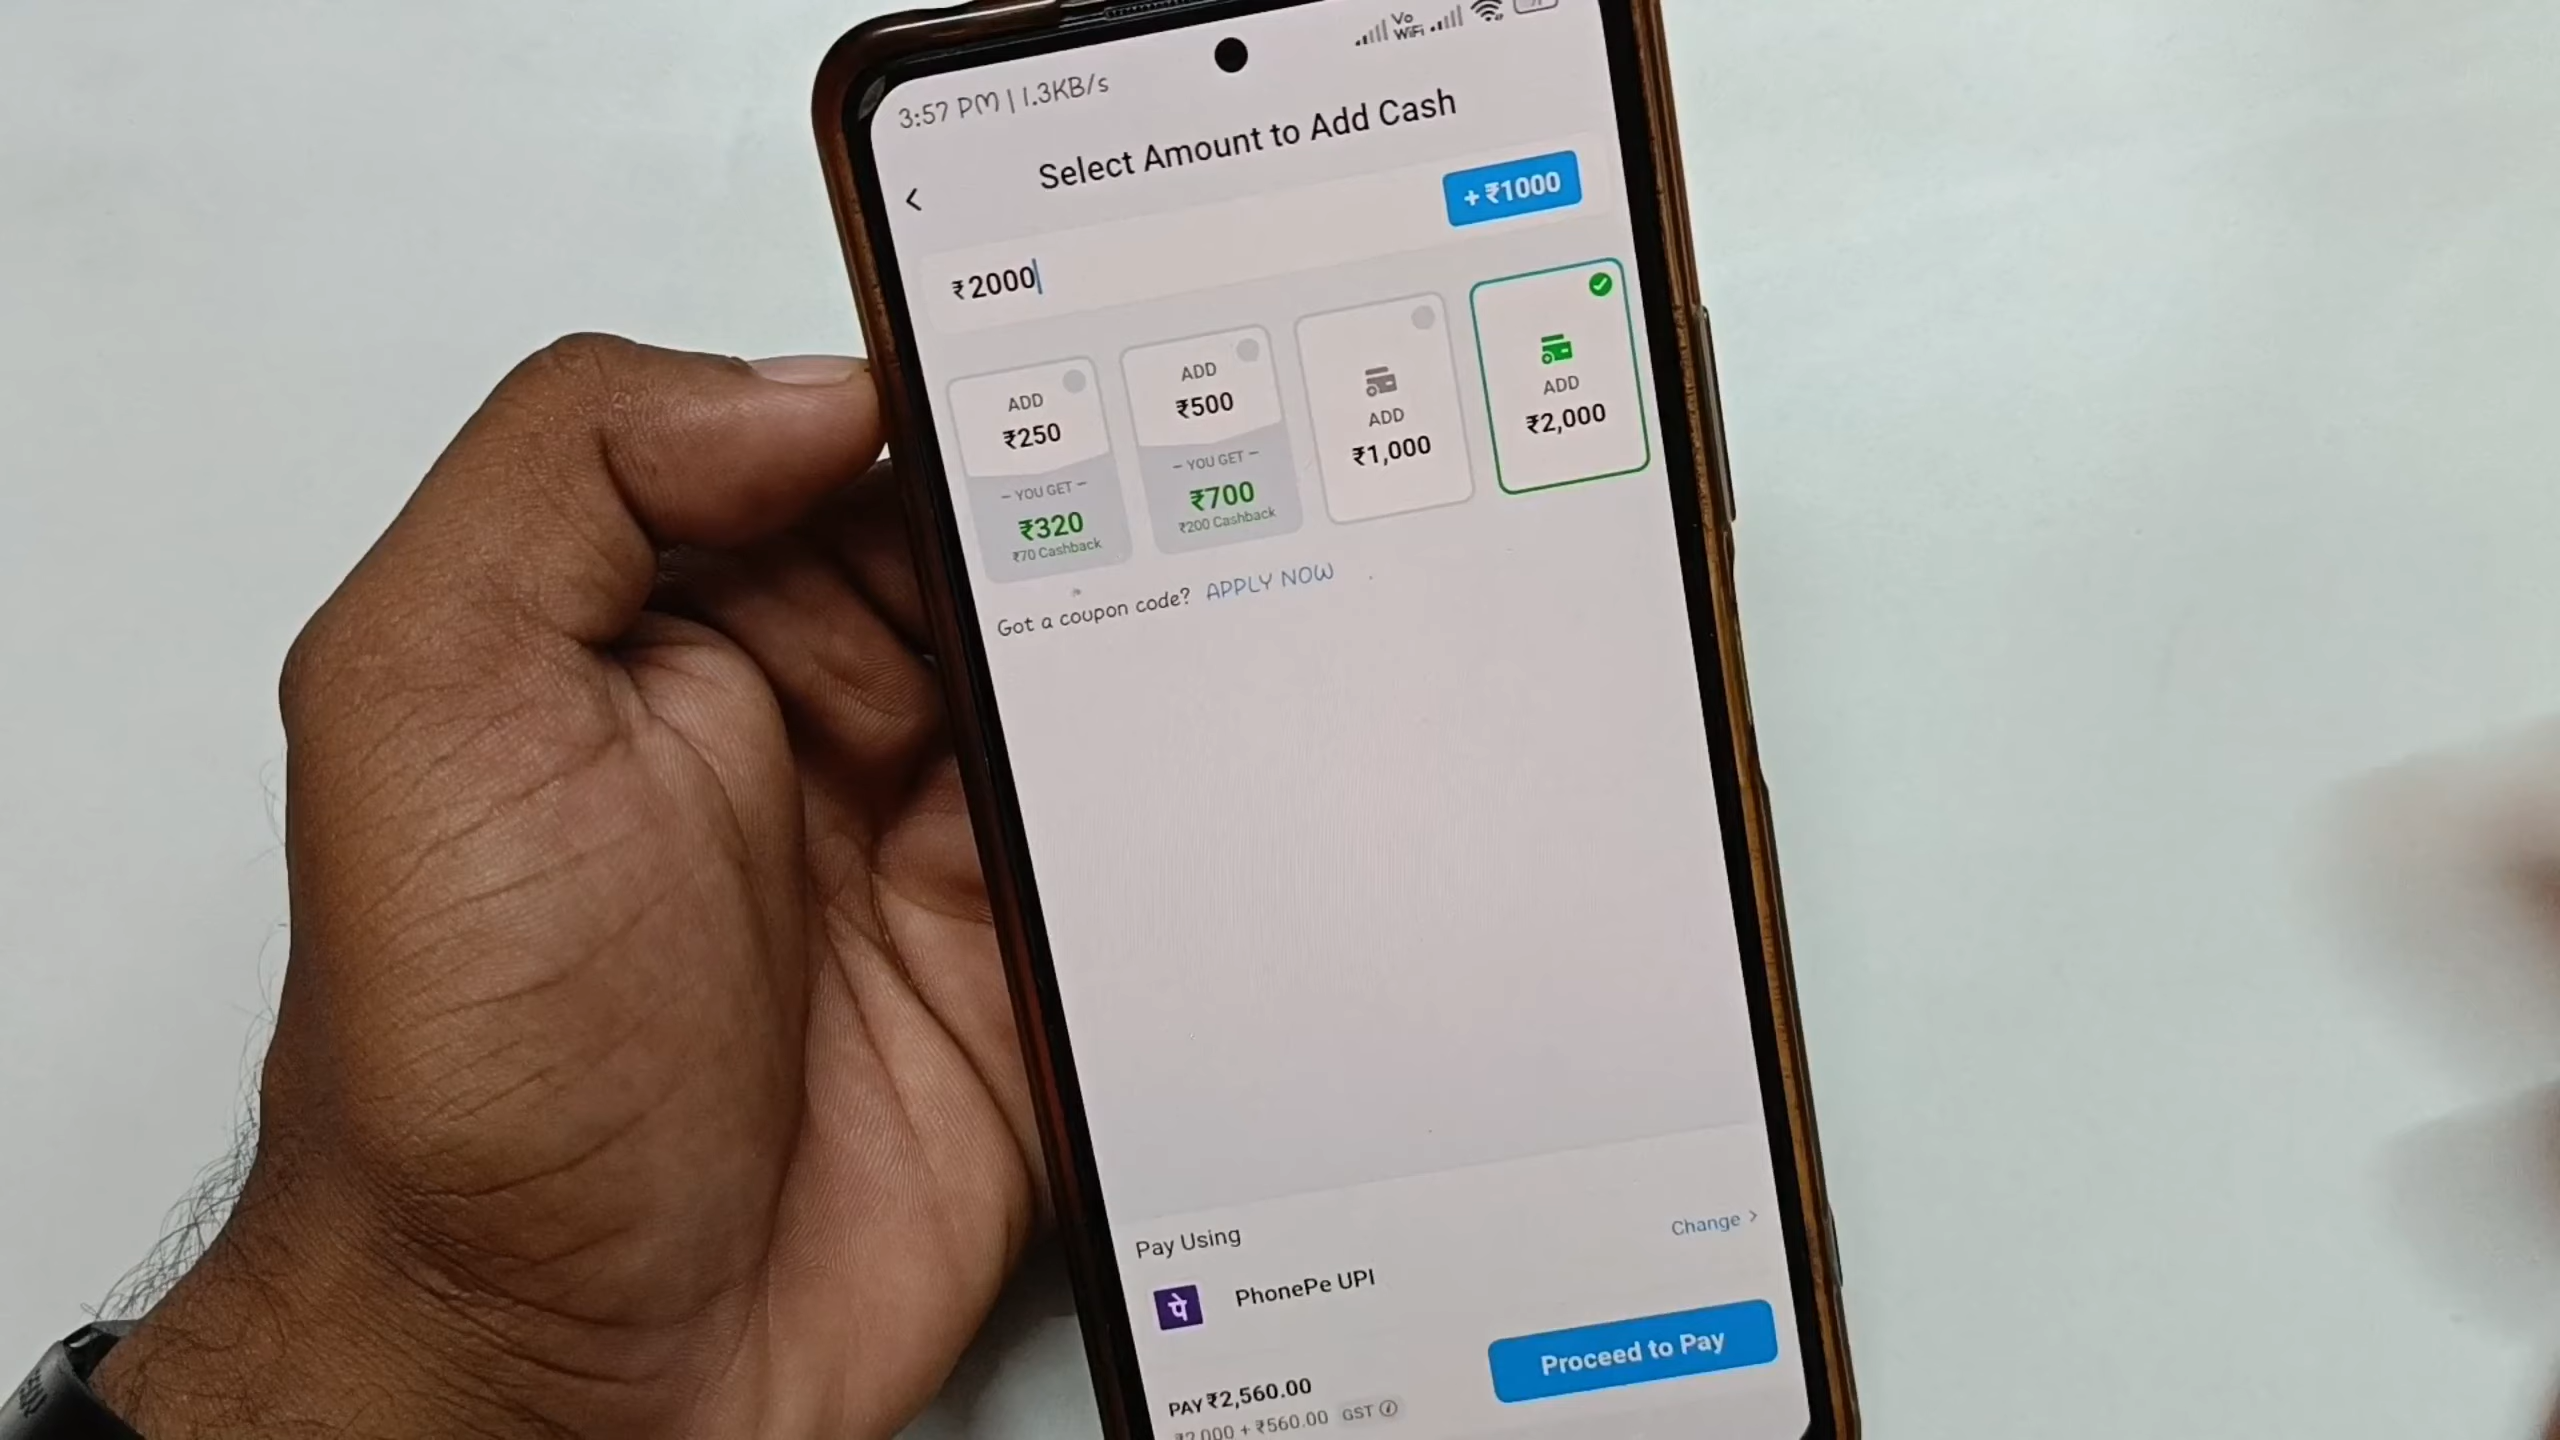 3:57 PM | 1.3KB/s
Vo
WiFi
Select Amount to Add Cash
+ ₹1000
₹2000
ADD
₹250
— YOU GET —
₹320
₹70 Cashback
ADD
₹500
— YOU GET —
₹700
₹200 Cashback
ADD
₹1,000
ADD
₹2,000
Got a coupon code? APPLY NOW
Pay Using
Change >
पे
PhonePe UPI
PAY ₹2,560.00
Proceed to Pay
₹2,000 + ₹560.00 GST